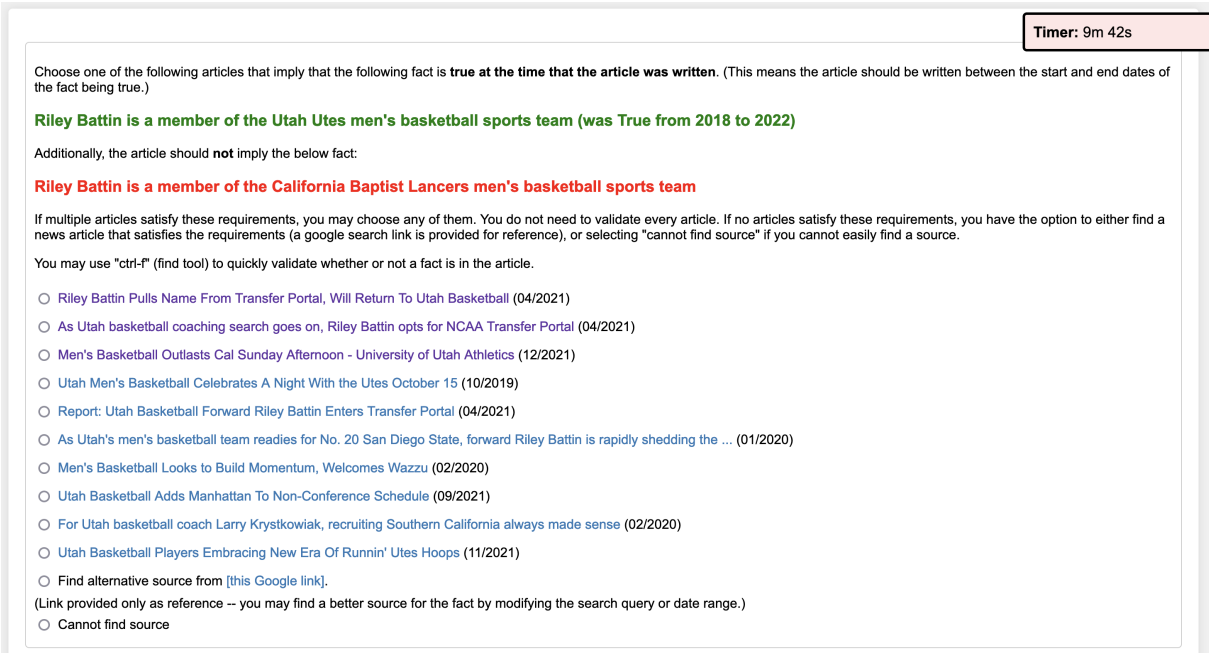 Timer: 9m 42s
Choose one of the following articles that imply that the following fact is true at the time that the article was written. (This means the article should be written between the start and end dates of
the fact being true.)
Riley Battin is a member of the Utah Utes men's basketball sports team (was True from 2018 to 2022)
Additionally, the article should not imply the below fact:
Riley Battin is a member of the California Baptist Lancers men's basketball sports team
If multiple articles satisfy these requirements, you may choose any of them. You do not need to validate every article. If no articles satisfy these requirements, you have the option to either find a
news article that satisfies the requirements (a google search link is provided for reference), or selecting "cannot find source" if you cannot easily find a source.
You may use "ctrl-f" (find tool) to quickly validate whether or not a fact is in the article.
Riley Battin Pulls Name From Transfer Portal, Will Return To Utah Basketball (04/2021)
As Utah basketball coaching search goes on, Riley Battin opts for NCAA Transfer Portal (04/2021)
Men's Basketball Outlasts Cal Sunday Afternoon - University of Utah Athletics (12/2021)
Utah Men's Basketball Celebrates A Night With the Utes October 15 (10/2019)
Report: Utah Basketball Forward Riley Battin Enters Transfer Portal (04/2021)
As Utah's men's basketball team readies for No. 20 San Diego State, forward Riley Battin is rapidly shedding the ... (01/2020)
Men's Basketball Looks to Build Momentum, Welcomes Wazzu (02/2020)
Utah Basketball Adds Manhattan To Non-Conference Schedule (09/2021)
For Utah basketball coach Larry Krystkowiak, recruiting Southern California always made sense (02/2020)
Utah Basketball Players Embracing New Era Of Runnin' Utes Hoops (11/2021)
Find alternative source from [this Google link].
(Link provided only as reference -- you may find a better source for the fact by modifying the search query or date range.)
Cannot find source